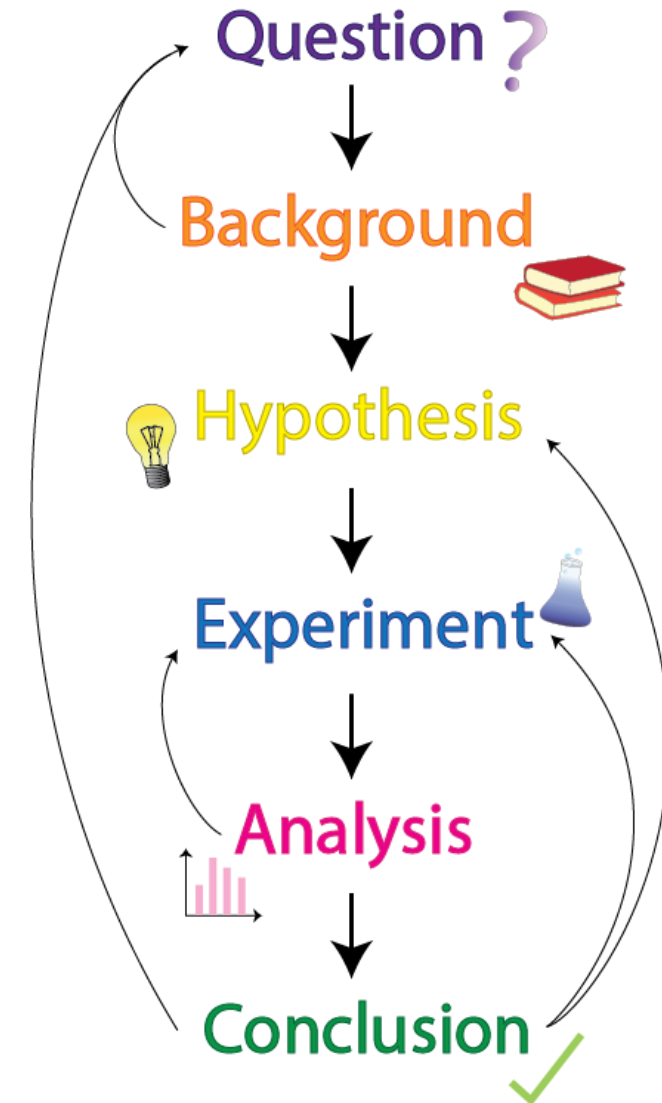 Question ?
Background
Hypothesis
Experiment
Analysis
Conclusion